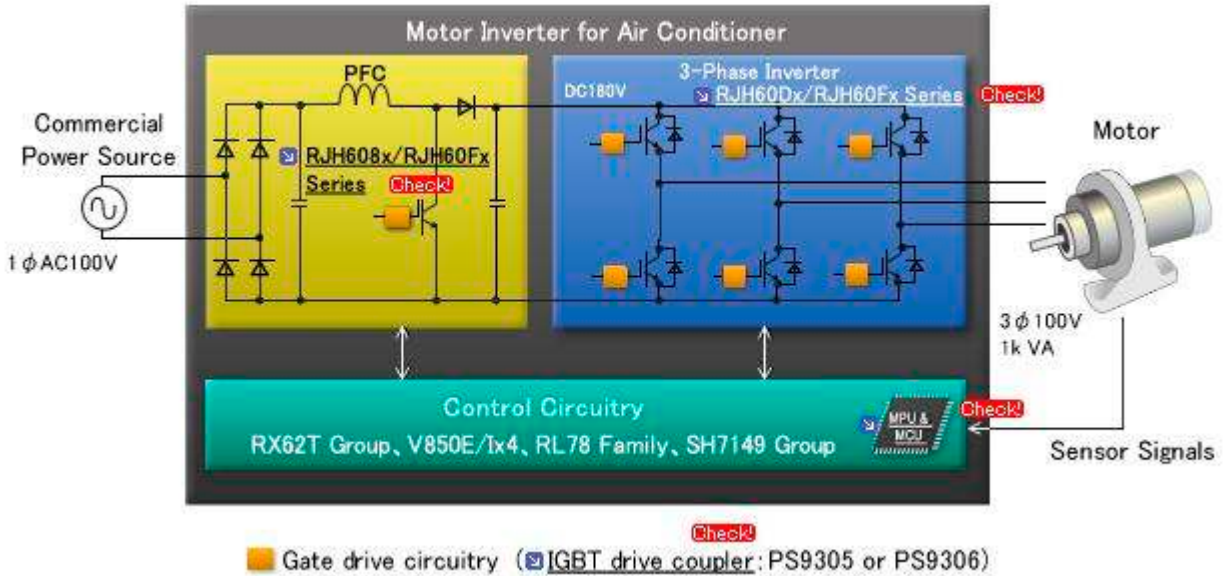 Motor Inverter for Air Conditioner
PFC
3-Phase Inverter
DC180V
RJH60Dx/RJH60Fx Series Check!
Commercial
Power Source
1φAC100V
RJH608x/RJH60Fx
Series Check!
Motor
3φ100V
1k VA
Control Circuitry
RX62T Group、V850E/Ix4、RL78 Family、SH7149 Group
MPU &
MCU
Check!
Sensor Signals
Check!
Gate drive circuitry (IGBT drive coupler:PS9305 or PS9306)